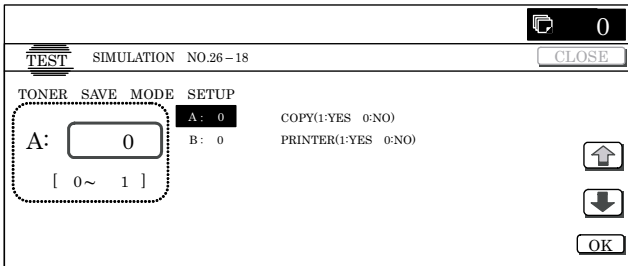 0
TEST SIMULATION NO.26-18 CLOSE
TONER SAVE MODE SETUP
A: 0 COPY(1:YES 0:NO)
A: 0
B: 0 PRINTER(1:YES 0:NO)
[ 0~ 1 ]
OK